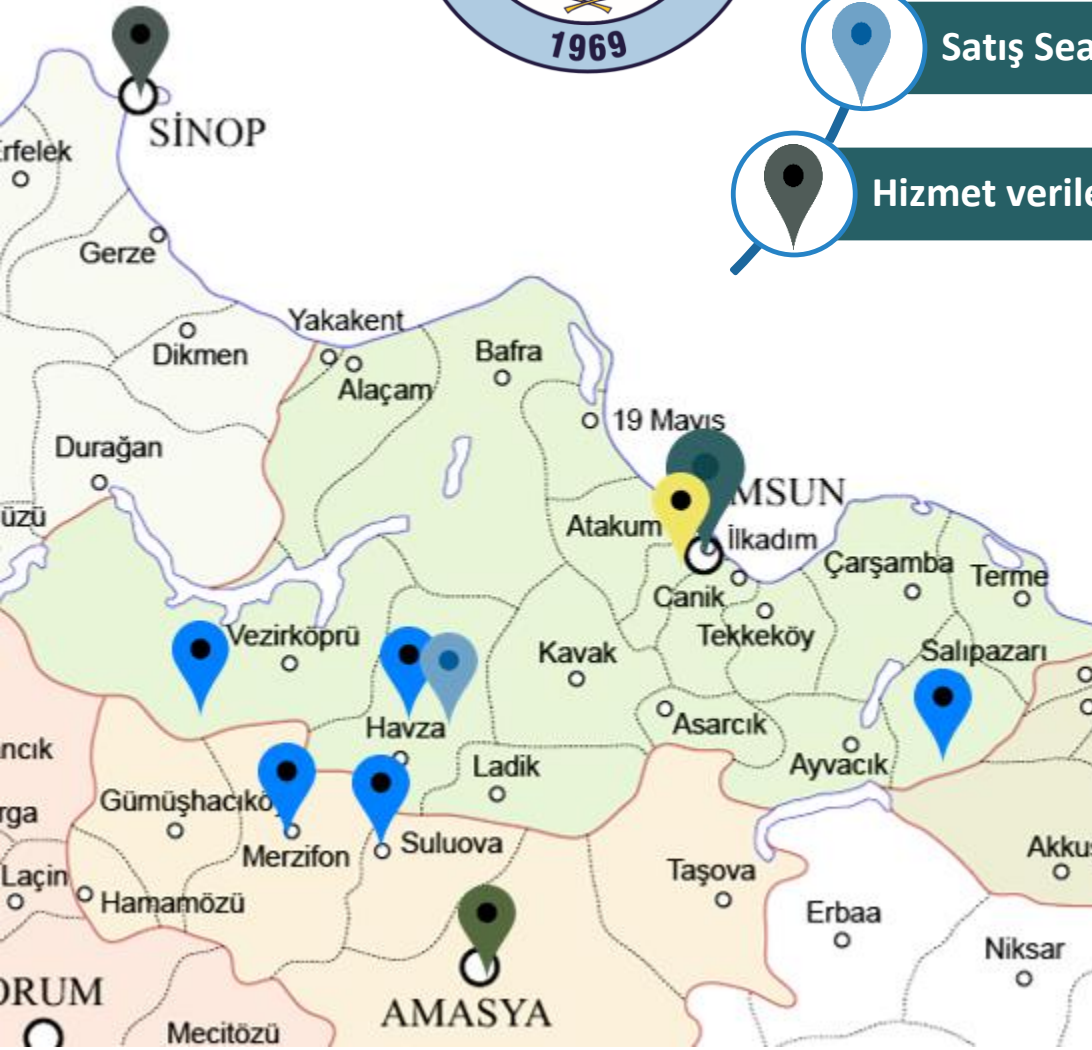 1969
Satış Sea
Hizmet verile
SİNOP
rfelek
Gerze
Dikmen
Yakakent
Alaçam
Bafra
19 Mayıs
Durağan
üzü
MSUN
Atakum
İlkadım
Çarşamba
Terme
Canik
Tekkeköy
Vezirköprü
Kavak
Salıpazarı
Havza
Asarcık
Ayvacık
ncık
Ladik
Gümüşhacıkö
rga
Merzifon
Suluova
Akkuş
Laçin
Taşova
Hamamözü
Erbaa
Niksar
ORUM
AMASYA
Mecitözü